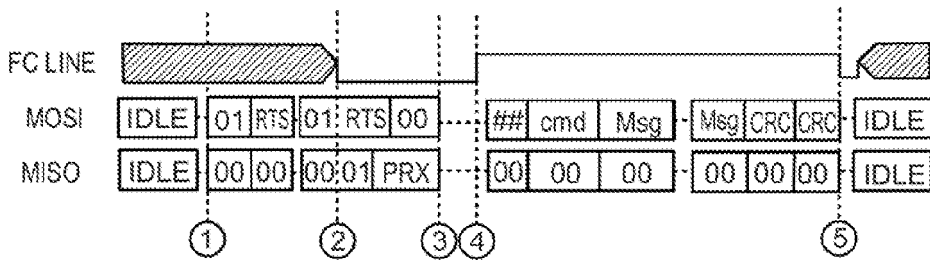 FC LINE
MOSI IDLE 01 RTS 01 RTS 00 ## cmd Msg Msg CRC CRC IDLE
MISO IDLE 00 00 00 01 PRX 00 00 00 00 00 00 IDLE
1 2 3 4 5